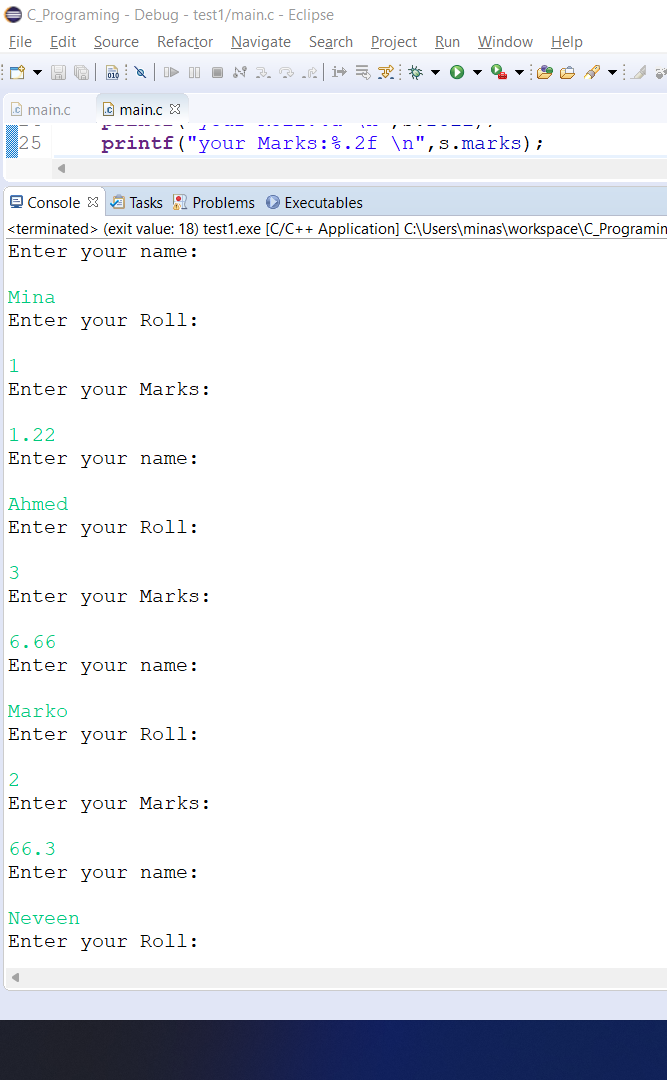 C_Programing - Debug - test1/main.c - Eclipse
File Edit Source Refactor Navigate Search Project Run Window Help
010
main.c main.c
25 printf("your Marks:%.2f \n",s.marks);
Console Tasks Problems Executables
<terminated> (exit value: 18) test1.exe [C/C++ Application] C:\Users\minas\workspace\C_Programin
Enter your name:
Mina
Enter your Roll:
1
Enter your Marks:
1.22
Enter your name:
Ahmed
Enter your Roll:
3
Enter your Marks:
6.66
Enter your name:
Marko
Enter your Roll:
2
Enter your Marks:
66.3
Enter your name:
Neveen
Enter your Roll: